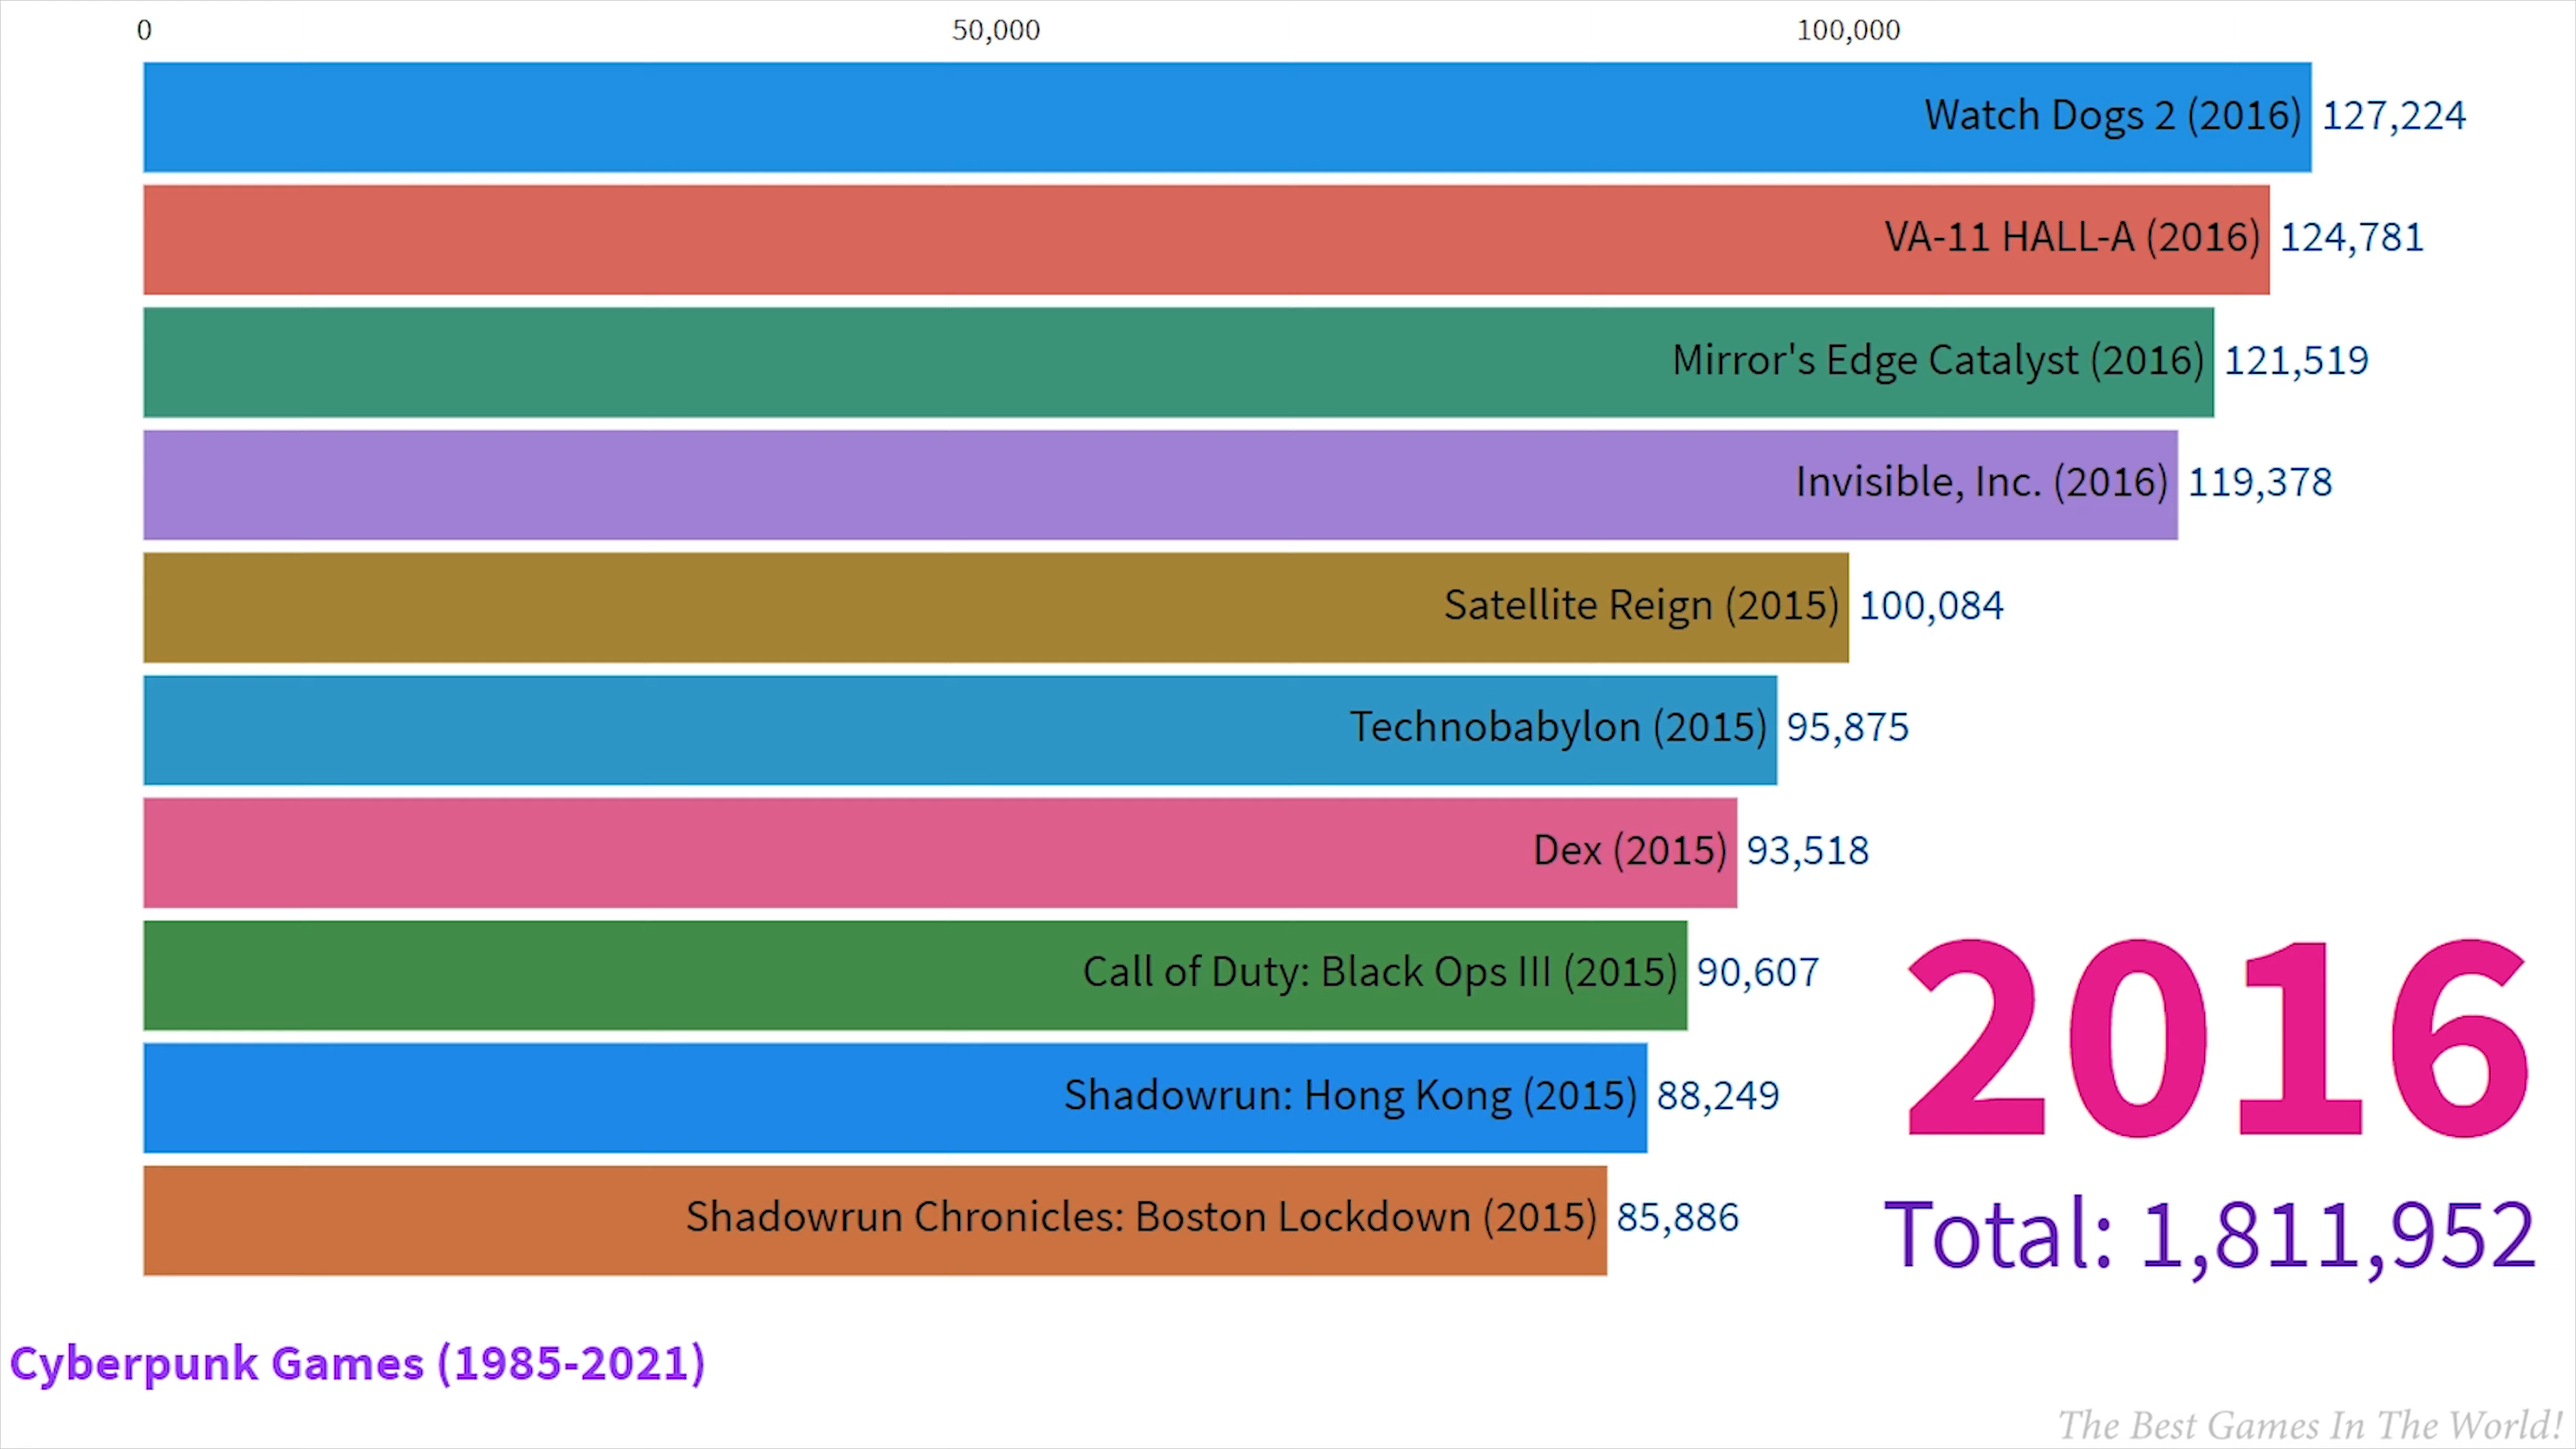 0 50,000 100,000
Watch Dogs 2 (2016) 127,224
VA-11 HALL-A (2016) 124,781
Mirror's Edge Catalyst (2016) 121,519
Invisible, Inc. (2016) 119,378
Satellite Reign (2015) 100,084
Technobabylon (2015) 95,875
Dex (2015) 93,518
Call of Duty: Black Ops III (2015) 90,607
Shadowrun: Hong Kong (2015) 88,249
Shadowrun Chronicles: Boston Lockdown (2015) 85,886
2016
Total: 1,811,952
Cyberpunk Games (1985-2021)
The Best Games In The World!